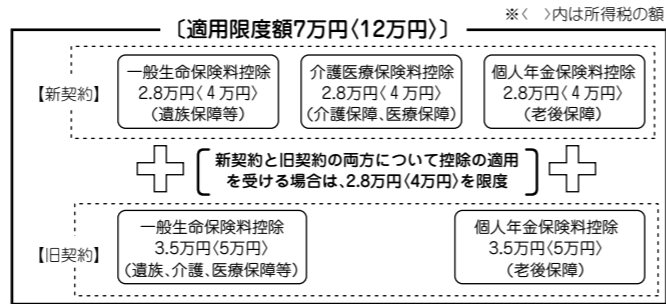 ※〈 〉内は所得税の額
〔適用限度額7万円〈12万円〉〕
【新契約】
一般生命保険料控除
2.8万円〈4万円〉
(遺族保障等)
介護医療保険料控除
2.8万円〈4万円〉
(介護保障、医療保障)
個人年金保険料控除
2.8万円〈4万円〉
(老後保障)
新契約と旧契約の両方について控除の適用
を受ける場合は、2.8万円〈4万円〉を限度
【旧契約】
一般生命保険料控除
3.5万円〈5万円〉
(遺族、介護、医療保障等)
個人年金保険料控除
3.5万円〈5万円〉
(老後保障)